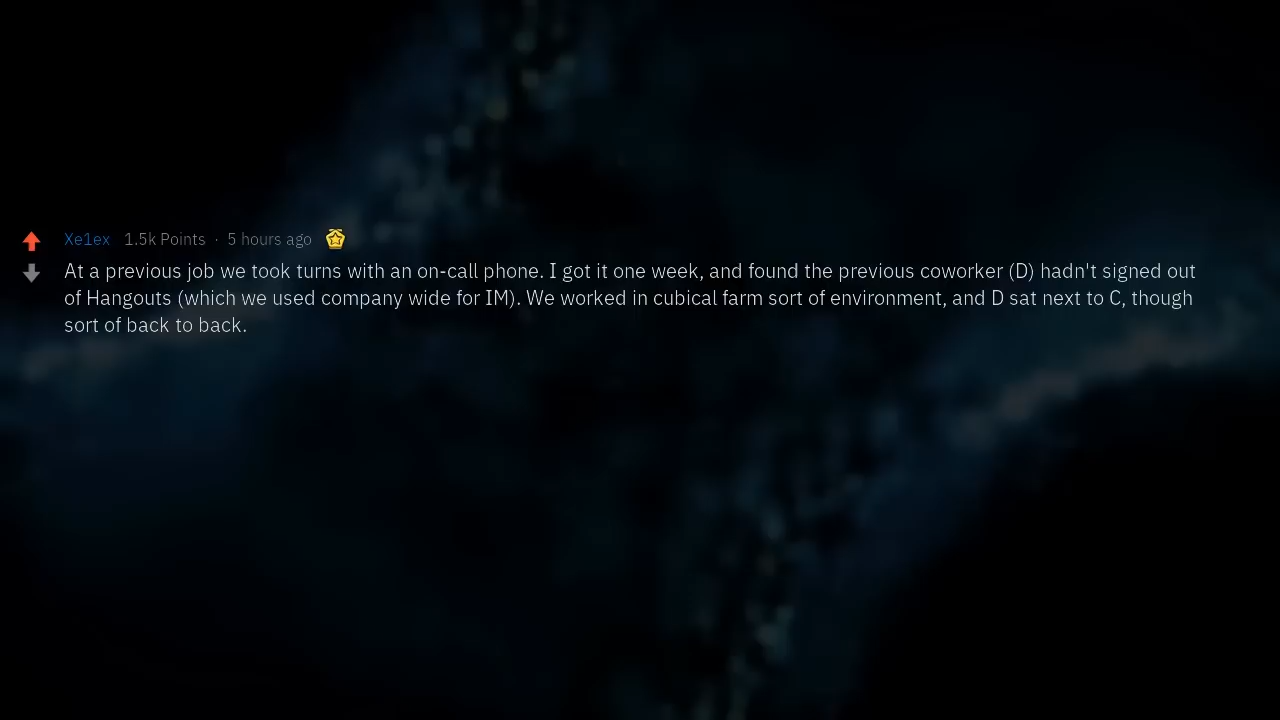 Xe1ex 1.5k Points · 5 hours ago
At a previous job we took turns with an on-call phone. I got it one week, and found the previous coworker (D) hadn't signed out
of Hangouts (which we used company wide for IM). We worked in cubical farm sort of environment, and D sat next to C, though
sort of back to back.